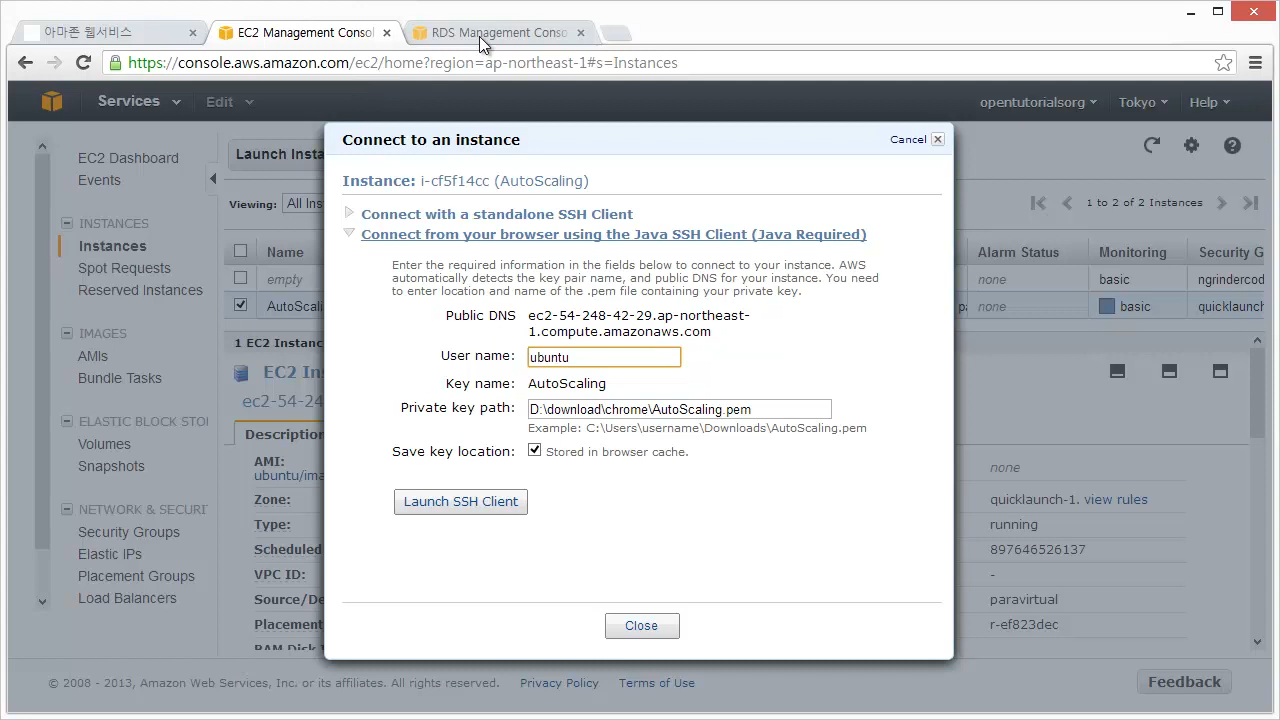 아마존 웹서비스
EC2 Management Consol
RDS Management Conso
https://console.aws.amazon.com/ec2/home?region=ap-northeast-1#s=Instances
Services
Edit
opentutorialsorg
Tokyo
Help
EC2 Dashboard
Events
INSTANCES
Instances
Spot Requests
Reserved Instances
IMAGES
AMIs
Bundle Tasks
ELASTIC BLOCK STO
Volumes
Snapshots
NETWORK & SECURI
Security Groups
Elastic IPs
Placement Groups
Load Balancers
Launch Insta
Viewing: All Ins
1 to 2 of 2 Instances
Name
Alarm Status
Monitoring
Security G
empty
none
basic
ngrindercod
AutoScali
pa
none
basic
quicklaunch
1 EC2 Instanc
EC2 In
ec2-54-24
Description
AMI:
ubuntu/ima
none
Zone:
quicklaunch-1. view rules
Type:
running
Scheduled
897646526137
VPC ID:
-
Source/De
paravirtual
Placement
r-ef823dec
RAM Disk
Connect to an instance
Cancel
Instance: i-cf5f14cc (AutoScaling)
Connect with a standalone SSH Client
Connect from your browser using the Java SSH Client (Java Required)
Enter the required information in the fields below to connect to your instance. AWS
automatically detects the key pair name, and public DNS for your instance. You need
to enter location and name of the .pem file containing your private key.
Public DNS ec2-54-248-42-29.ap-northeast-
1.compute.amazonaws.com
User name: ubuntu
Key name: AutoScaling
Private key path: D:\download\chrome\AutoScaling.pem
Example: C:\Users\username\Downloads\AutoScaling.pem
Save key location: Stored in browser cache.
Launch SSH Client
Close
© 2008 - 2013, Amazon Web Services, Inc. or its affiliates. All rights reserved.
Privacy Policy
Terms of Use
Feedback